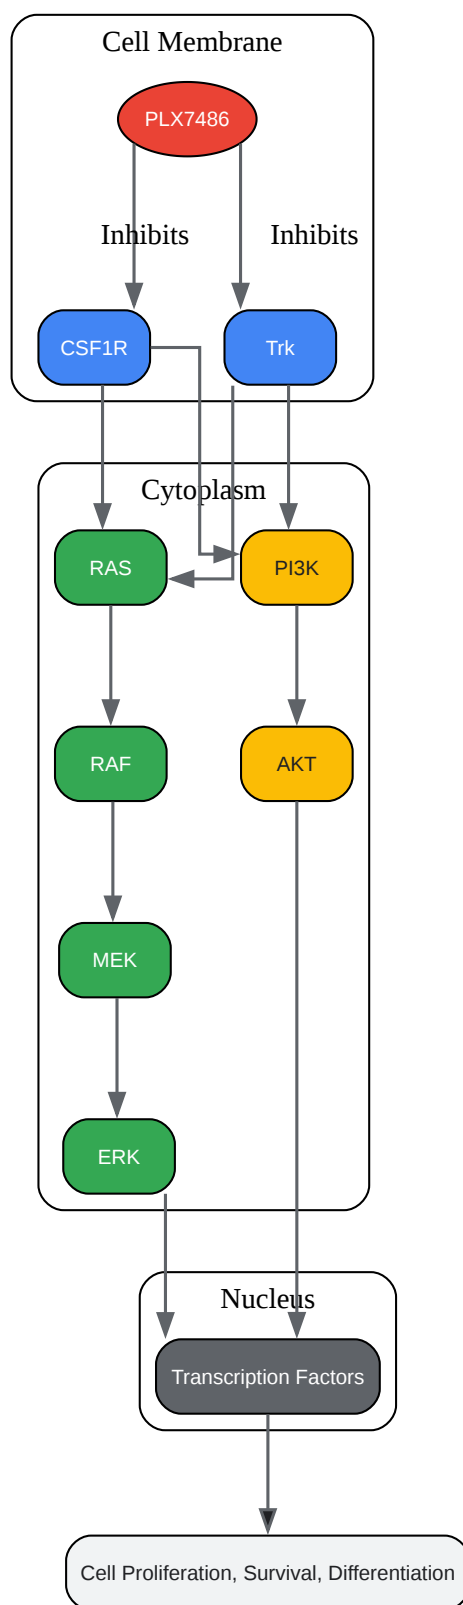 Cell Membrane
PLX7486
Inhibits
Inhibits
CSF1R
Trk
Cytoplasm
RAS
PI3K
RAF
AKT
MEK
ERK
Nucleus
Transcription Factors
Cell Proliferation, Survival, Differentiation